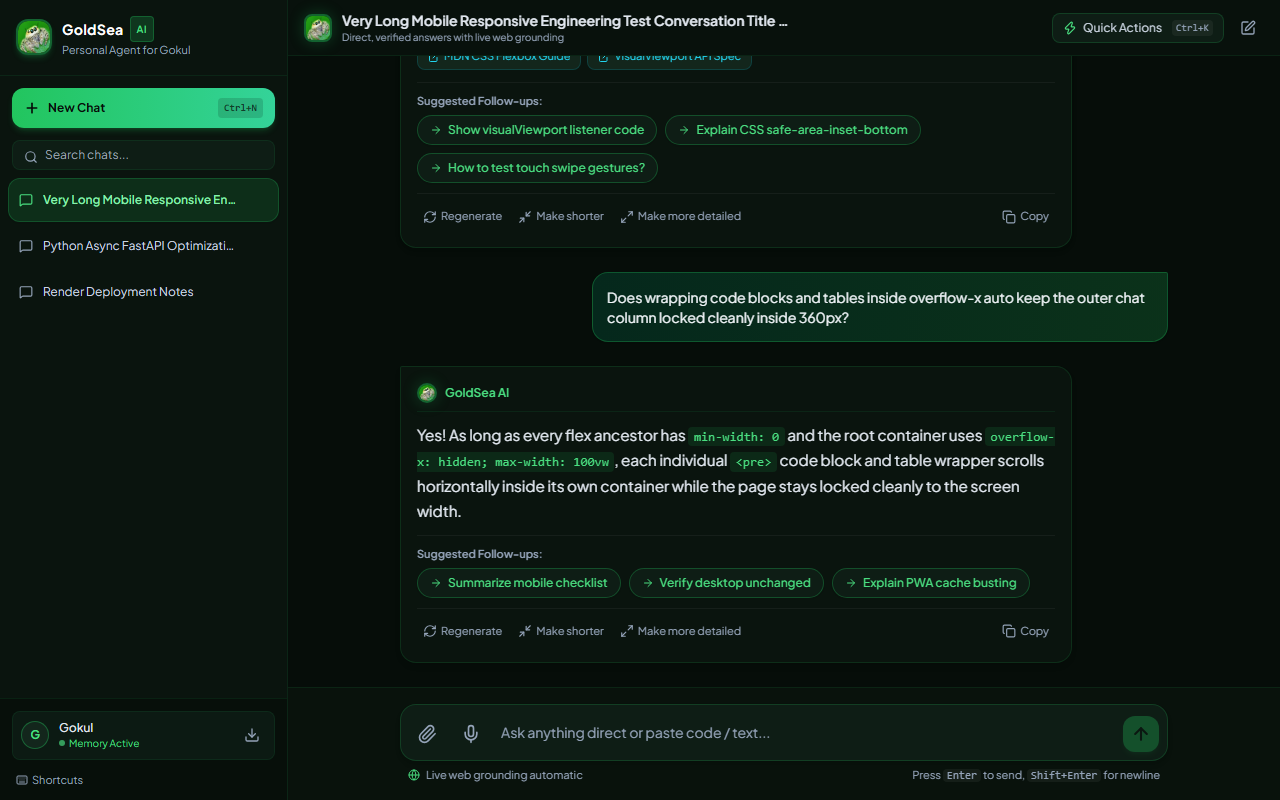 GoldSea AI
Personal Agent for Gokul
New Chat Ctrl+N
Search chats...
Very Long Mobile Responsive En...
Python Async FastAPI Optimizati...
Render Deployment Notes
G
Gokul
Memory Active
Shortcuts
Very Long Mobile Responsive Engineering Test Conversation Title ...
Direct, verified answers with live web grounding
Quick Actions Ctrl+K
MDN CSS Flexbox Guide VisualViewport API Spec
Suggested Follow-ups:
Show visualViewport listener code Explain CSS safe-area-inset-bottom
How to test touch swipe gestures?
Regenerate Make shorter Make more detailed Copy
Does wrapping code blocks and tables inside overflow-x auto keep the outer chat
column locked cleanly inside 360px?
GoldSea AI
Yes! As long as every flex ancestor has min-width: 0 and the root container uses overflow-
x: hidden; max-width: 100vw, each individual <pre> code block and table wrapper scrolls
horizontally inside its own container while the page stays locked cleanly to the screen
width.
Suggested Follow-ups:
Summarize mobile checklist Verify desktop unchanged Explain PWA cache busting
Regenerate Make shorter Make more detailed Copy
Ask anything direct or paste code / text...
Live web grounding automatic Press Enter to send, Shift+Enter for newline